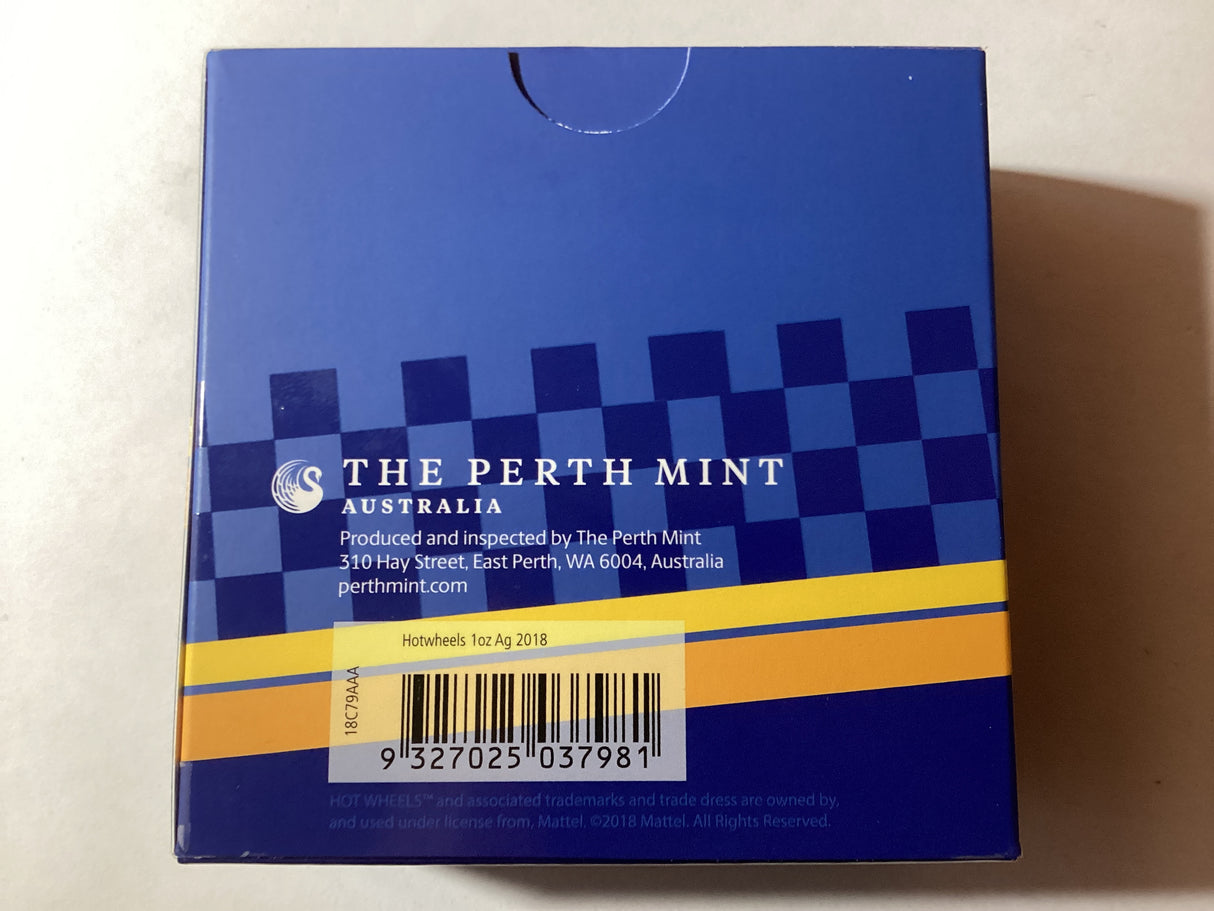 THE PERTH MINT
AUSTRALIA
Produced and inspected by The Perth Mint
310 Hay Street, East Perth, WA 6004, Australia
perthmint.com
Hotwheels 1oz Ag 2018
18C79AAA
9 327025 037981
HOT WHEELS™ and associated trademarks and trade dress are owned by,
and used under license from, Mattel. ©2018 Mattel. All Rights Reserved.